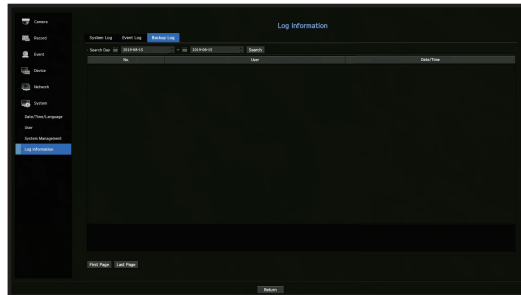 Log Information
Camera
Record
Event
Device
Network
System
Date/Time/Language
User
System Management
Log Information
System Log Event Log Backup Log
Search Day 2019-08-15 ~ 2019-08-15 Search
No. User Date/Time
First Page Last Page
Return